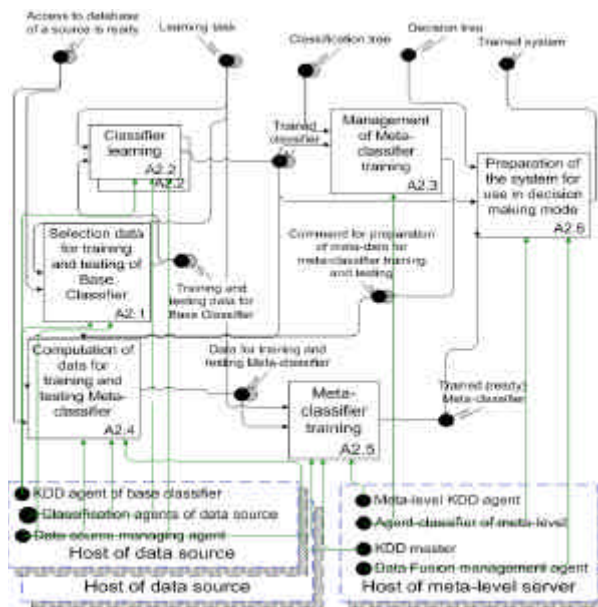 Access to database
of a source is ready
Learning task
Classification tree
Decision tree
Trained system
Classifier
learning
A2.2
A2.2
Trained
classifier
Management
of Meta-
classifier
training
A2.3
Preparation of
the system for
use in decision
making mode
A2.6
Selection data
for training
and testing of
Base
Classifier
A2.1
Training and
testing data for
Base Classifier
Comment for preparation
of meta-data for
meta-classifier training
and testing
Computation of
data for
training and
testing Meta-
classifier
A2.4
Data for training and
testing Meta-classifier
Meta-
classifier
training
A2.5
Trained (ready)
Meta-classifier
KDD agent of base classifier
Classification agents of data source
Data source managing agent
Host of data source
Host of data source
Meta-level KDD agent
Agent-classifier of meta-level
KDD master
Data Fusion management agent
Host of meta-level server